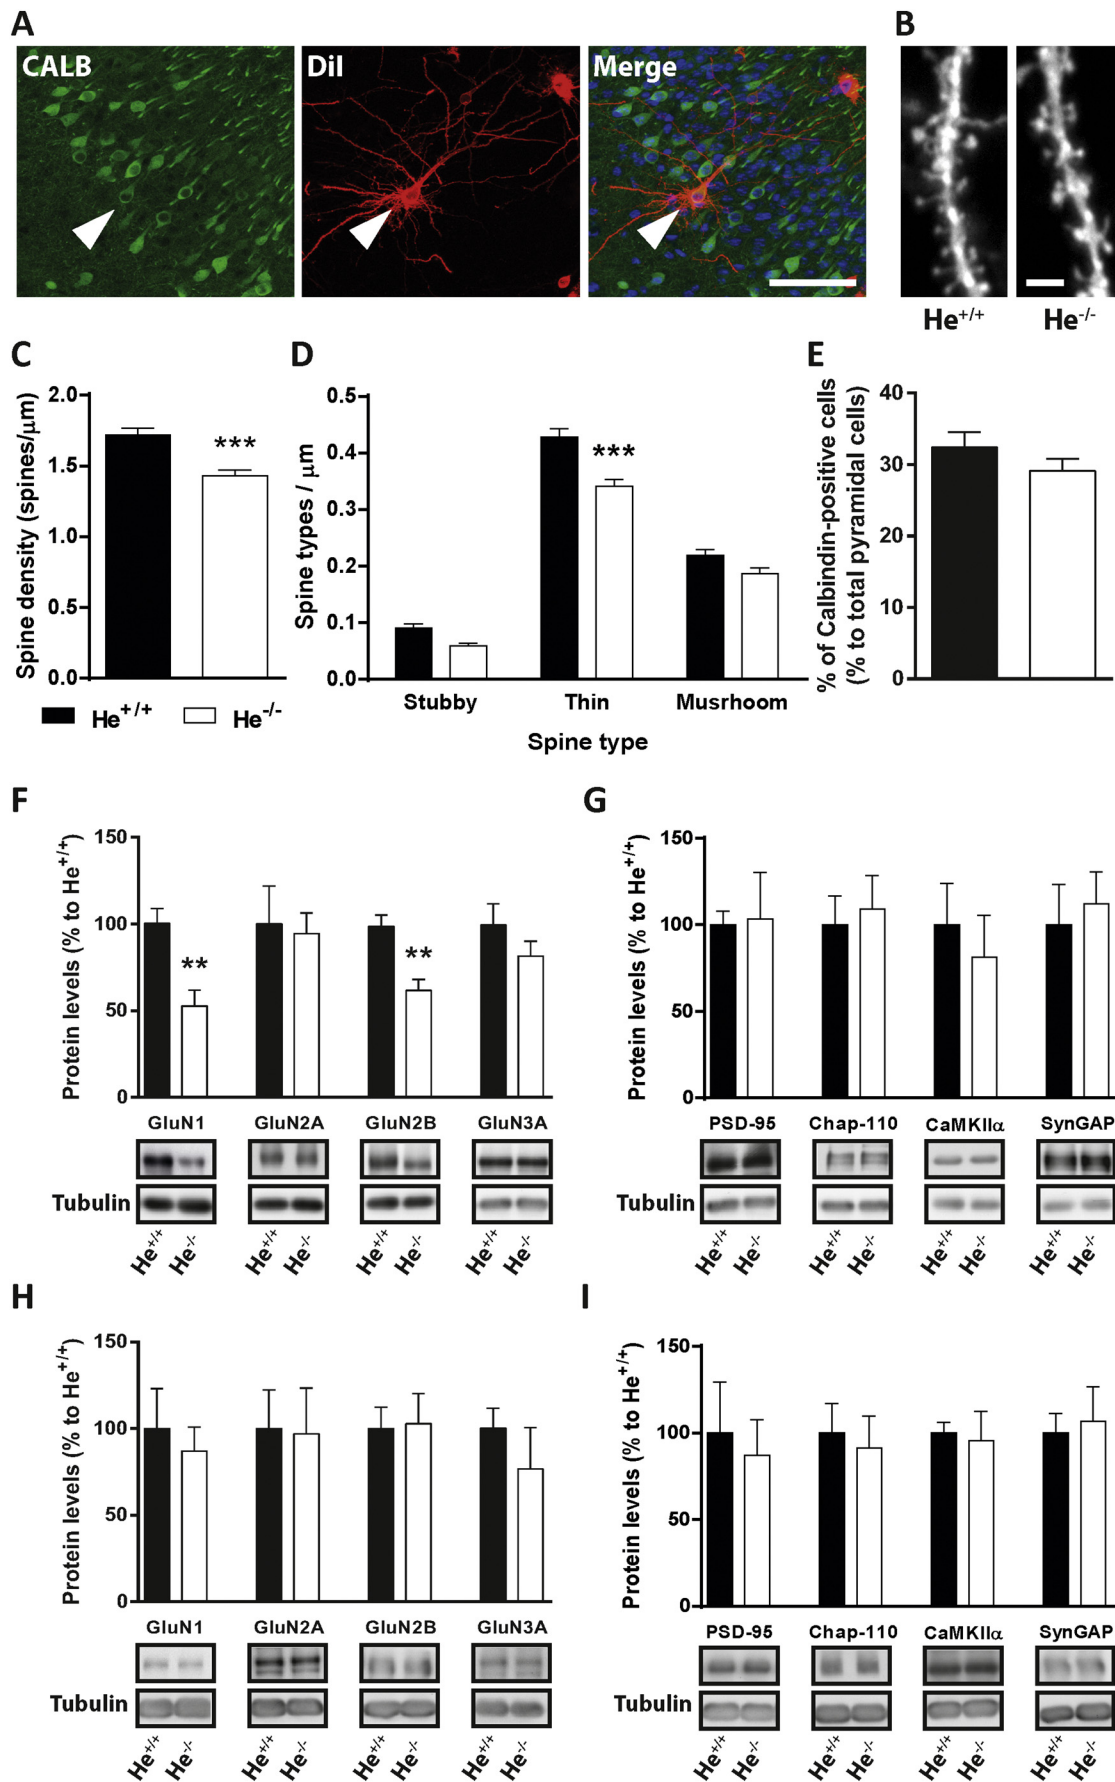 A
B
CALB
DiI
Merge
He+/+
He-/-
C
D
E
Spine density (spines/μm)
2.0
1.5
1.0
0.5
0.0
***
He+/+
He-/-
Spine types / μm
0.5
0.4
0.3
0.2
0.1
0.0
***
Stubby
Thin
Musrhoom
Spine type
% of Calbindin-positive cells
(% to total pyramidal cells)
40
30
20
10
0
F
Protein levels (% to He+/+)
150
100
50
0
**
**
GluN1
GluN2A
GluN2B
GluN3A
Tubulin
He+/+
He-/-
He+/+
He-/-
He+/+
He-/-
He+/+
He-/-
G
Protein levels (% to He+/+)
150
100
50
0
PSD-95
Chap-110
CaMKIIα
SynGAP
Tubulin
He+/+
He-/-
He+/+
He-/-
He+/+
He-/-
He+/+
He-/-
H
Protein levels (% to He+/+)
150
100
50
0
GluN1
GluN2A
GluN2B
GluN3A
Tubulin
He+/+
He-/-
He+/+
He-/-
He+/+
He-/-
He+/+
He-/-
I
Protein levels (% to He+/+)
150
100
50
0
PSD-95
Chap-110
CaMKIIα
SynGAP
Tubulin
He+/+
He-/-
He+/+
He-/-
He+/+
He-/-
He+/+
He-/-